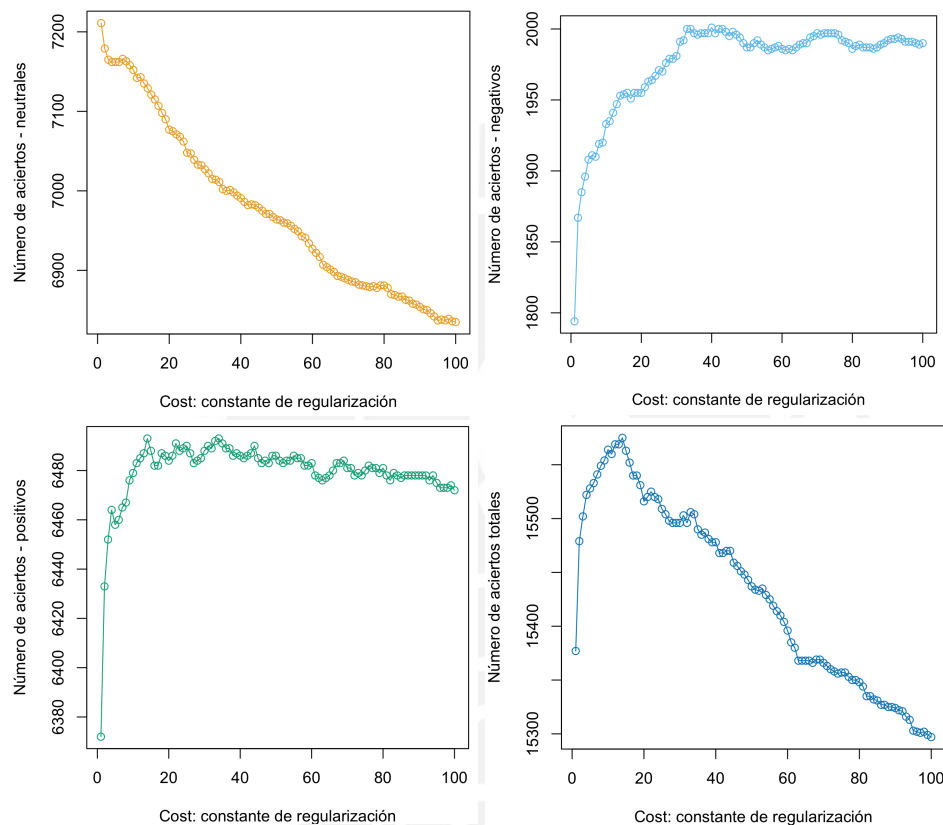 Número de aciertos - neutrales
7200
7100
7000
6900
0 20 40 60 80 100
Cost: constante de regularización
Número de aciertos - negativos
2000
1950
1900
1850
1800
0 20 40 60 80 100
Cost: constante de regularización
Número de aciertos - positivos
6480
6460
6440
6420
6400
6380
0 20 40 60 80 100
Cost: constante de regularización
Número de aciertos totales
15500
15400
15300
0 20 40 60 80 100
Cost: constante de regularización